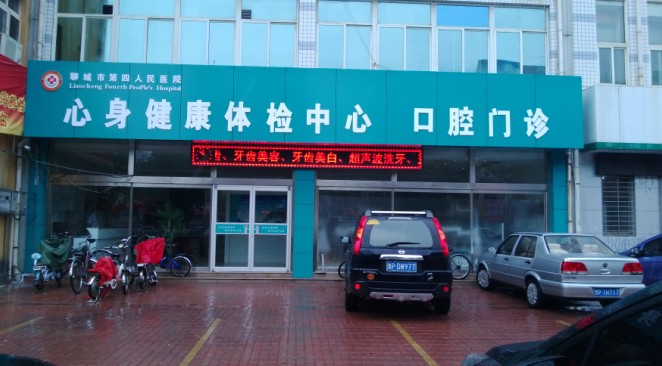 聊城市第四人民医院
Liaocheng Fourth People's Hospital
心身健康体检中心 口腔门诊
、牙齿美容、牙齿美白、超声波洗牙、